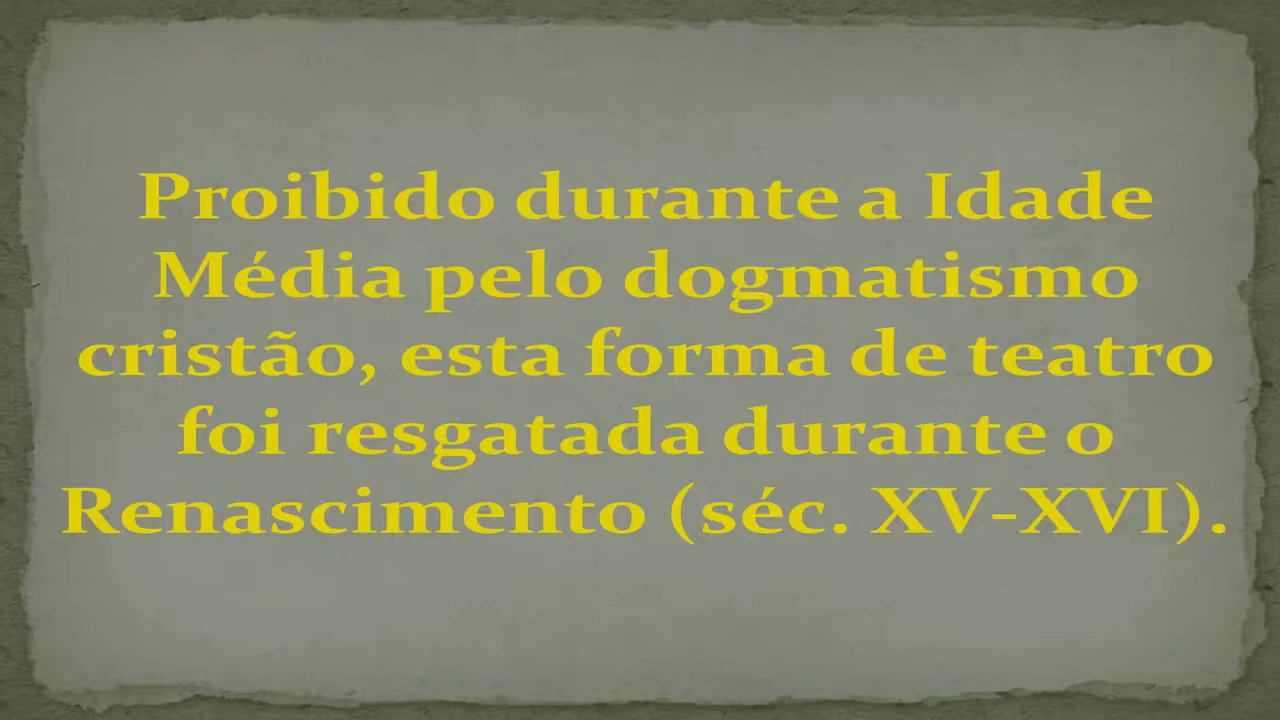 Proibido durante a Idade
Média pelo dogmatismo
cristão, esta forma de teatro
foi resgatada durante o
Renascimento (séc. XV-XVI).